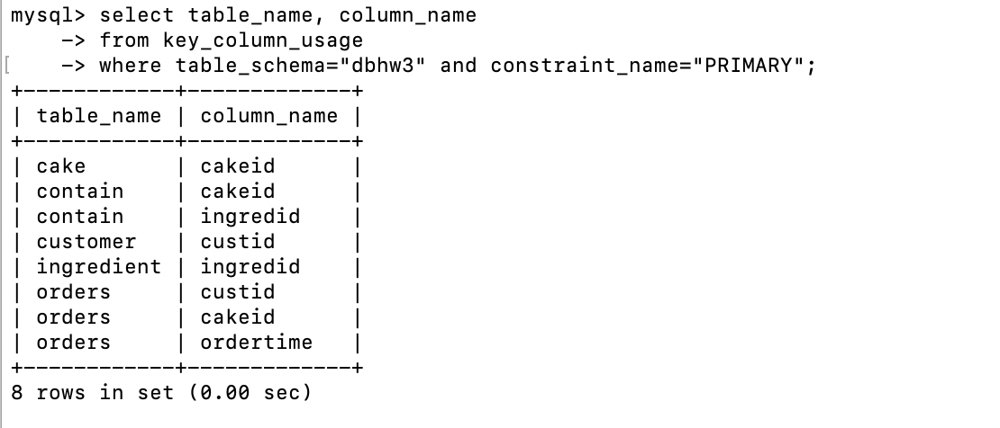 mysql> select table_name, column_name
    -> from key_column_usage
[    -> where table_schema="dbhw3" and constraint_name="PRIMARY";
+------------+-------------+
| table_name | column_name |
+------------+-------------+
| cake       | cakeid      |
| contain    | cakeid      |
| contain    | ingredid    |
| customer   | custid      |
| ingredient | ingredid    |
| orders     | custid      |
| orders     | cakeid      |
| orders     | ordertime   |
+------------+-------------+
8 rows in set (0.00 sec)